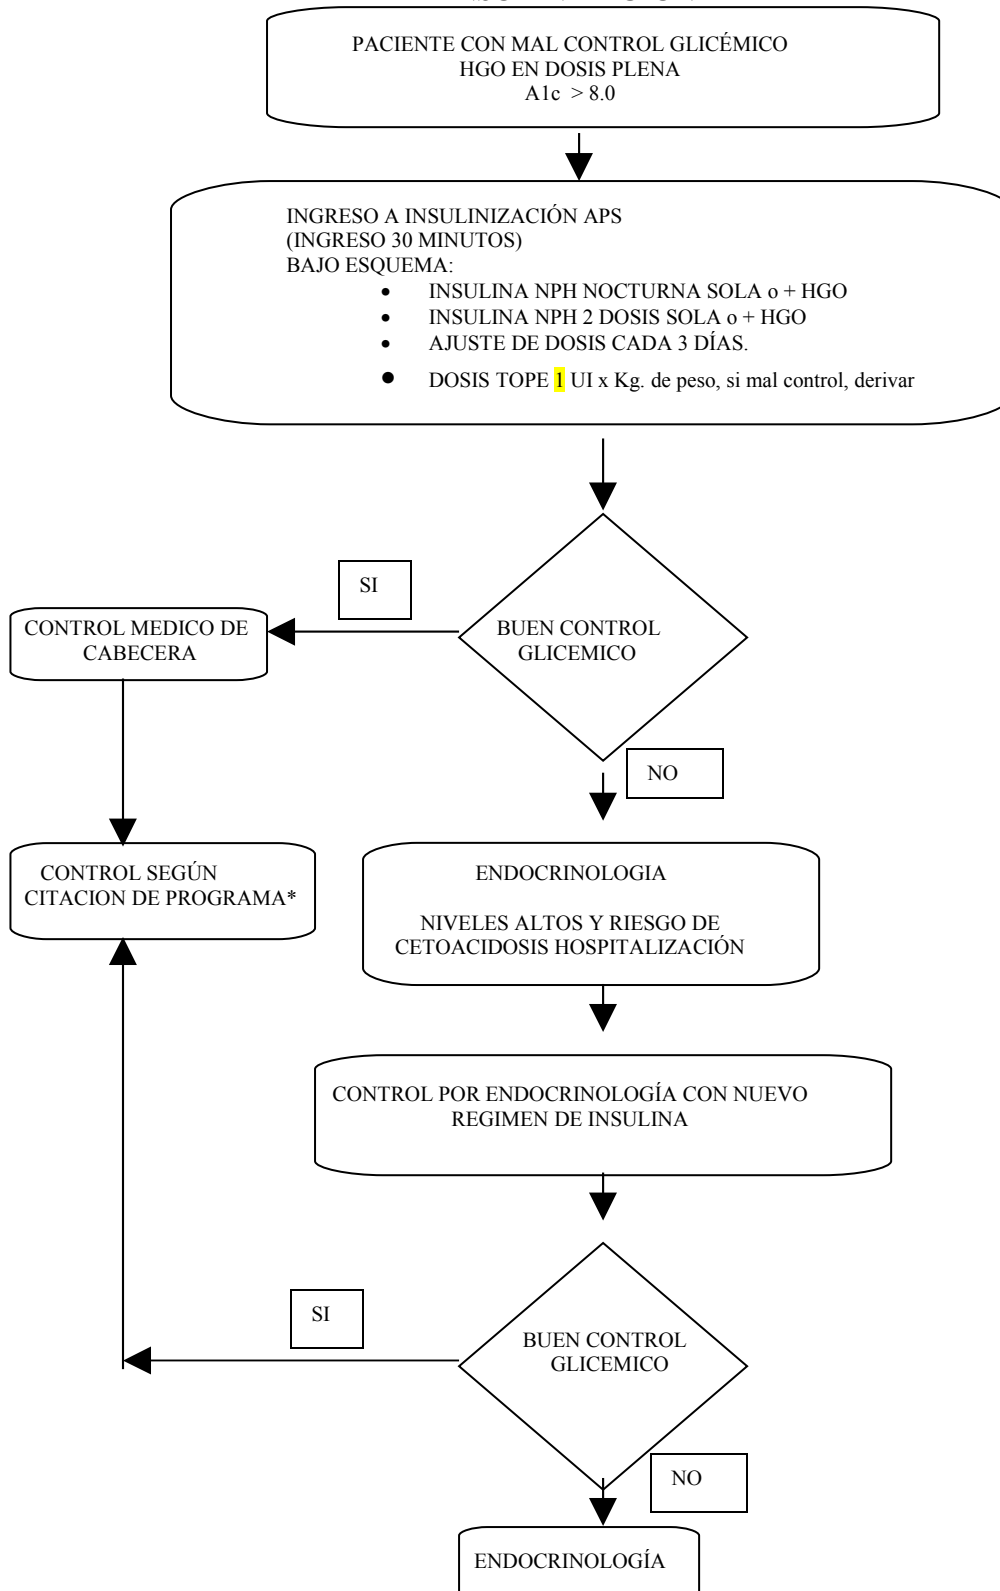 PACIENTE CON MAL CONTROL GLICÉMICO
HGO EN DOSIS PLENA
A1c > 8.0
INGRESO A INSULINIZACIÓN APS
(INGRESO 30 MINUTOS)
BAJO ESQUEMA:
• INSULINA NPH NOCTURNA SOLA o + HGO
• INSULINA NPH 2 DOSIS SOLA o + HGO
• AJUSTE DE DOSIS CADA 3 DÍAS.
• DOSIS TOPE 1 UI x Kg. de peso, si mal control, derivar
SI
BUEN CONTROL
GLICEMICO
CONTROL MEDICO DE
CABECERA
NO
CONTROL SEGÚN
CITACION DE PROGRAMA*
ENDOCRINOLOGIA
NIVELES ALTOS Y RIESGO DE
CETOACIDOSIS HOSPITALIZACIÓN
CONTROL POR ENDOCRINOLOGÍA CON NUEVO
REGIMEN DE INSULINA
SI
BUEN CONTROL
GLICEMICO
NO
ENDOCRINOLOGÍA